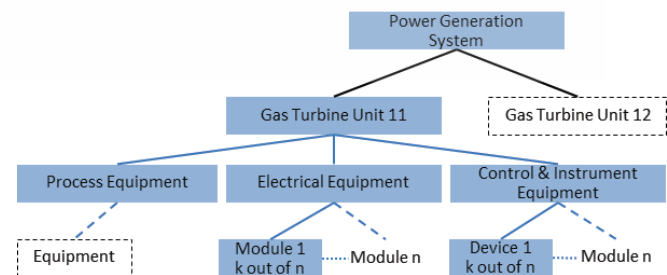 Power Generation
System
Gas Turbine Unit 11
Gas Turbine Unit 12
Process Equipment
Electrical Equipment
Control & Instrument
Equipment
Equipment
Module 1
k out of n
Module n
Device 1
k out of n
Module n